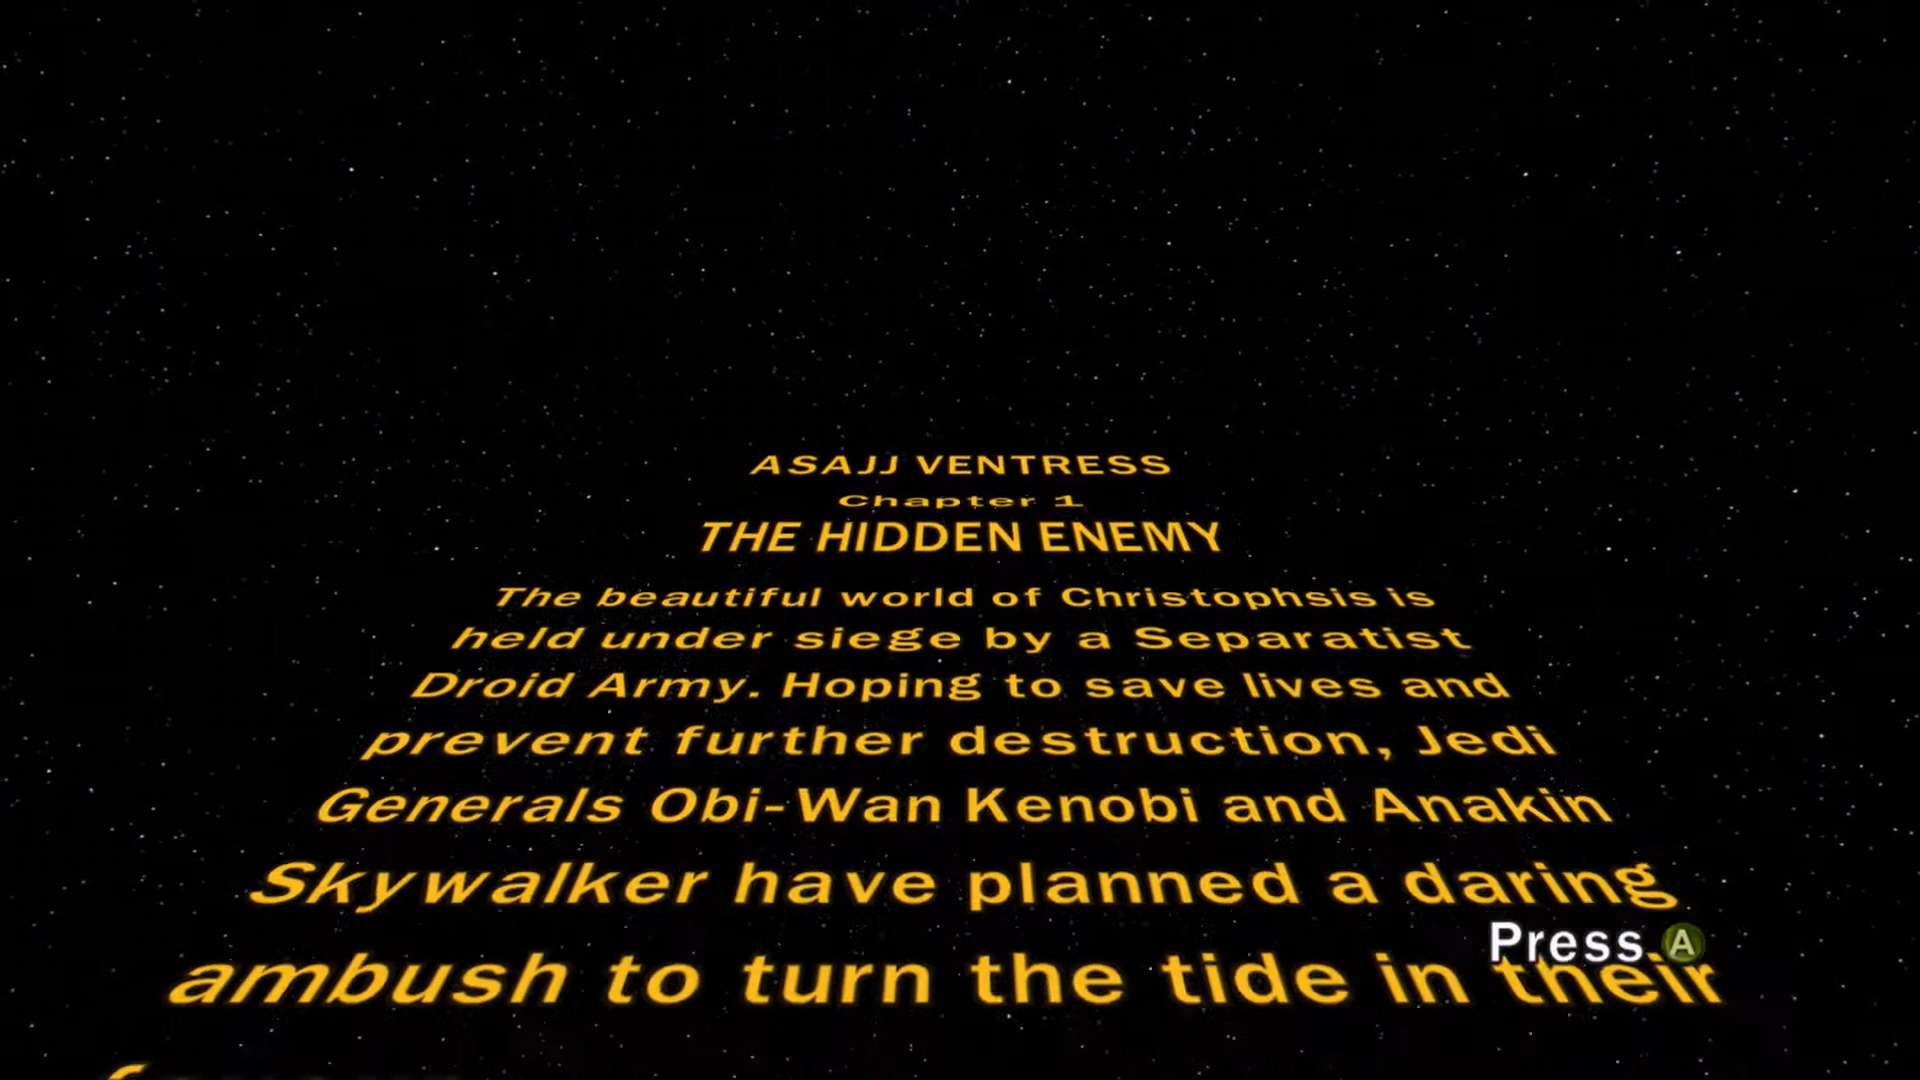 ASAJJ VENTRESS
Chapter 1
THE HIDDEN ENEMY
The beautiful world of Christophsis is
held under siege by a Separatist
Droid Army. Hoping to save lives and
prevent further destruction, Jedi
Generals Obi-Wan Kenobi and Anakin
Skywalker have planned a daring
ambush to turn the tide in their
Press A